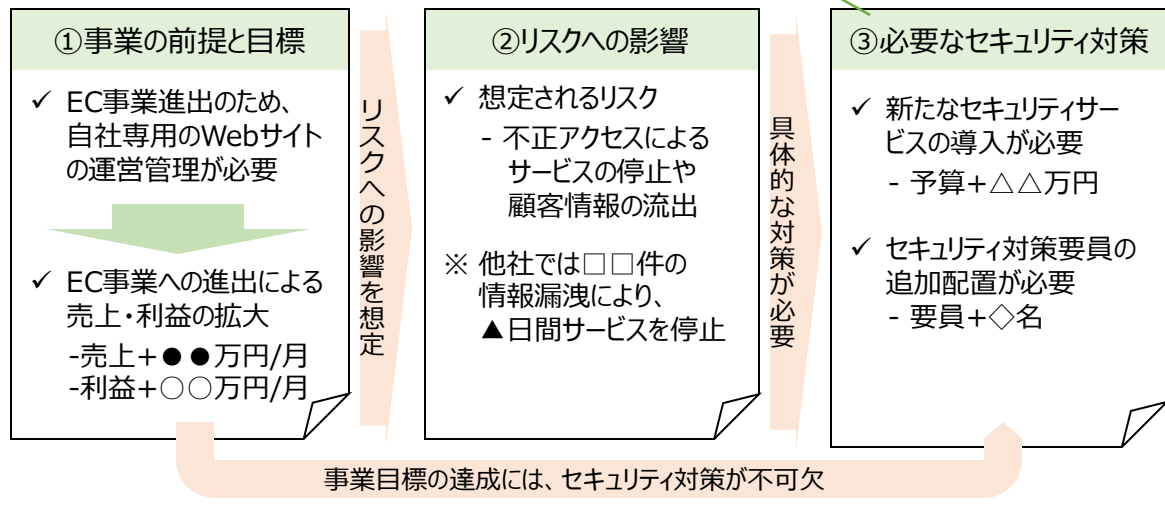 ①事業の前提と目標
✓ EC事業進出のため、
自社専用のWebサイト
の運営管理が必要
✓ EC事業への進出による
売上・利益の拡大
-売上+●●万円/月
-利益+○○万円/月
リスクへの影響を想定
②リスクへの影響
✓ 想定されるリスク
- 不正アクセスによる
サービスの停止や
顧客情報の流出
※ 他社では□□件の
情報漏洩により、
▲日間サービスを停止
具体的な対策が必要
③必要なセキュリティ対策
✓ 新たなセキュリティサー
ビスの導入が必要
- 予算+△△万円
✓ セキュリティ対策要員の
追加配置が必要
- 要員+◇名
事業目標の達成には、セキュリティ対策が不可欠